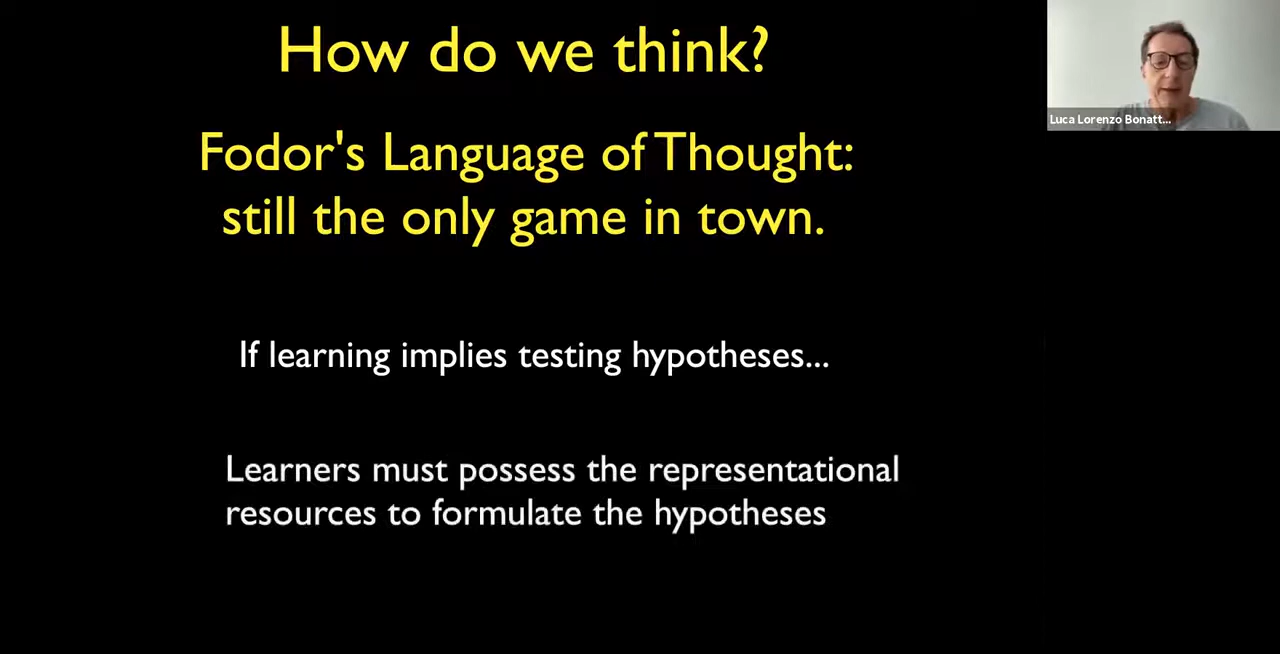 How do we think?
Fodor's Language of Thought:
still the only game in town.
If learning implies testing hypotheses...
Learners must possess the representational
resources to formulate the hypotheses
Luca Lorenzo Bonatt...